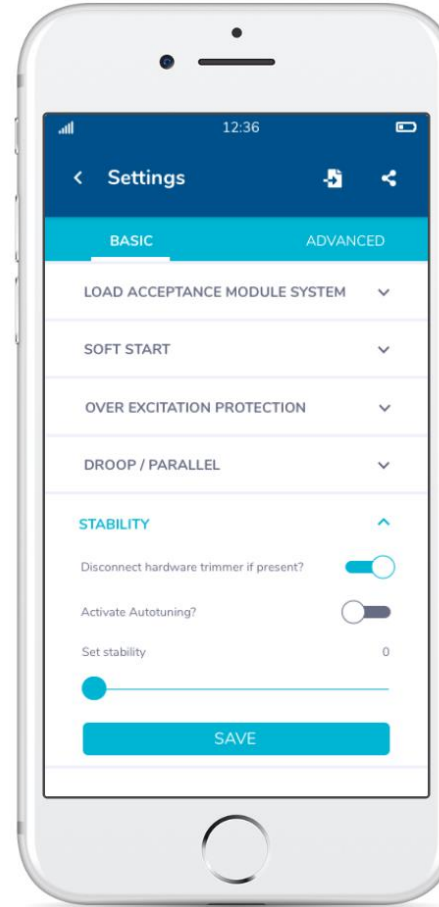 12:36
Settings
BASIC ADVANCED
LOAD ACCEPTANCE MODULE SYSTEM
SOFT START
OVER EXCITATION PROTECTION
DROOP / PARALLEL
STABILITY
Disconnect hardware trimmer if present?
Activate Autotuning?
Set stability 0
SAVE